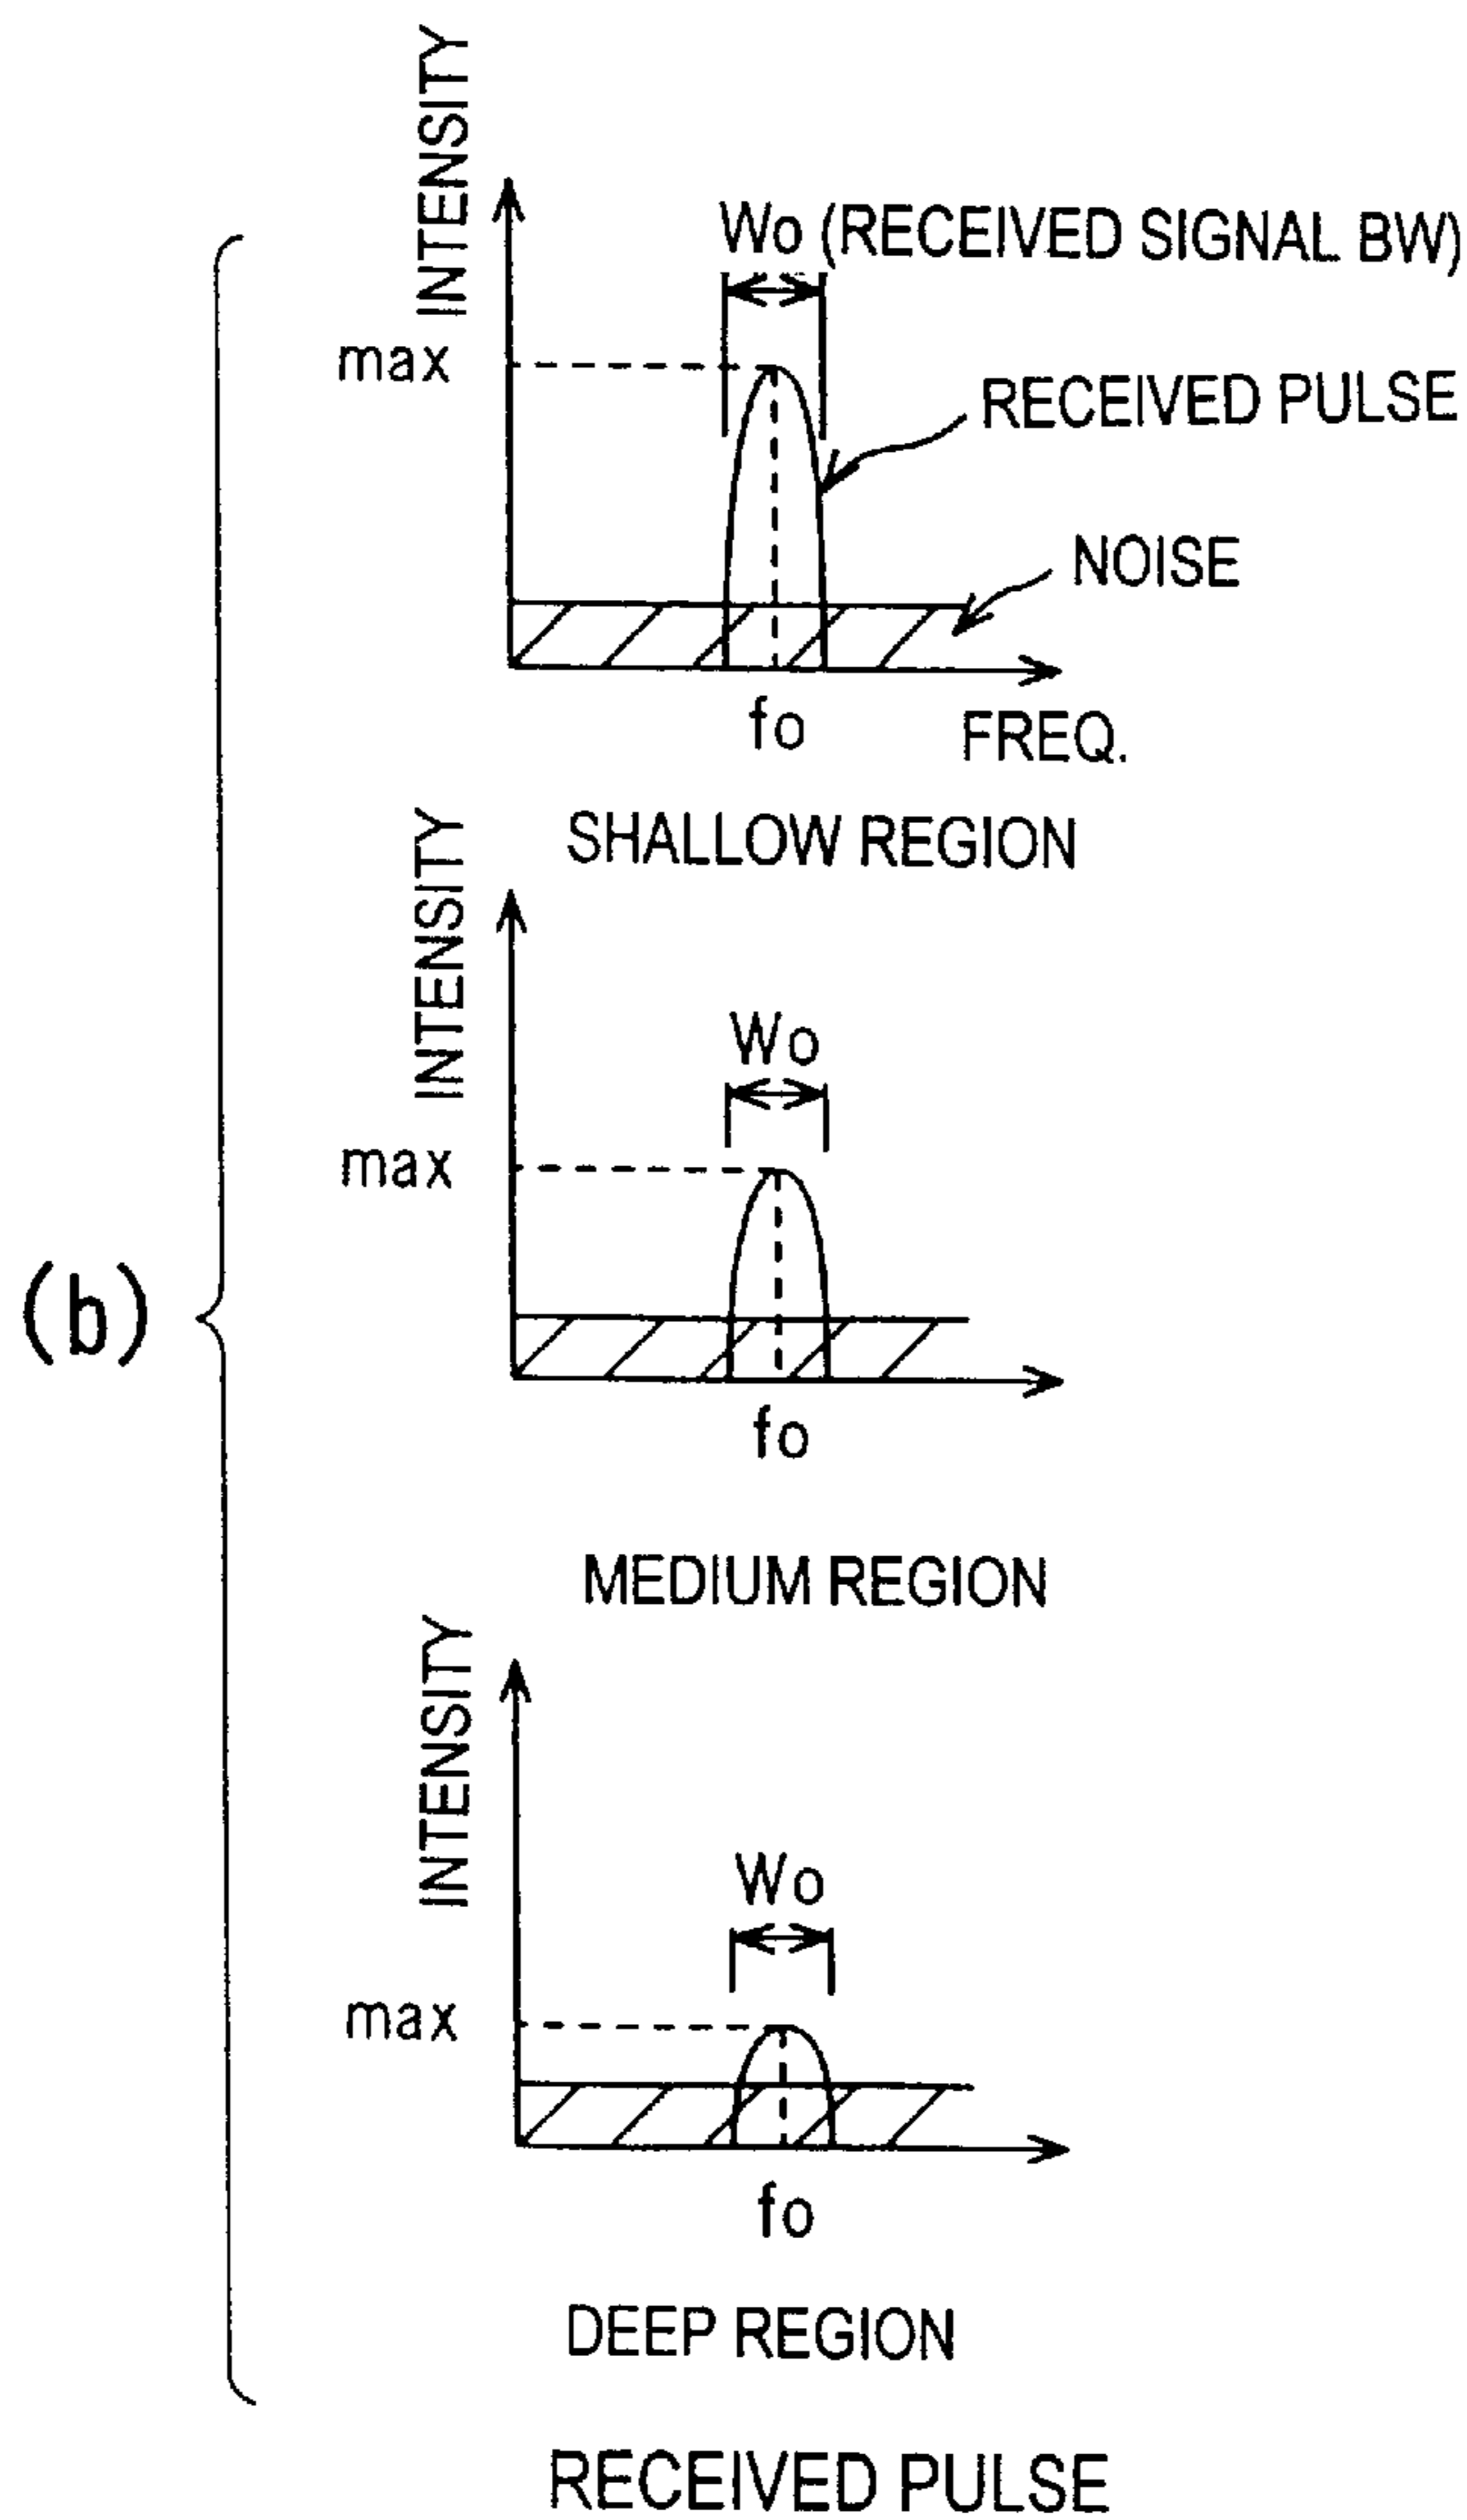 INTENSITY
Wo (RECEIVED SIGNAL BW)
max
RECEIVED PULSE
NOISE
fo
FREQ.
SHALLOW REGION
INTENSITY
Wo
max
(b)
fo
MEDIUM REGION
INTENSITY
Wo
max
fo
DEEP REGION
RECEIVED PULSE